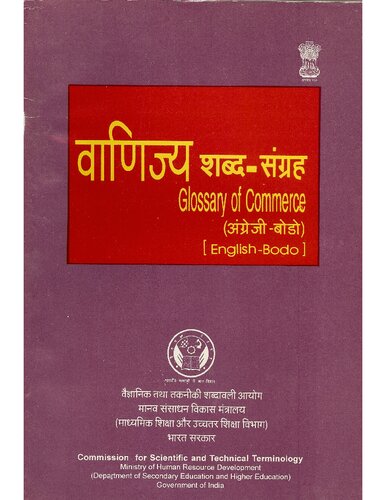 वाणिज्य शब्द-संग्रह
Glossary of Commerce
(अंग्रेजी-बोडो)
[ English-Bodo ]
वैज्ञानिक तथा तकनीकी शब्दावली आयोग
मानव संसाधन विकास मंत्रालय
(माध्यमिक शिक्षा और उच्चतर शिक्षा विभाग)
भारत सरकार
Commission for Scientific and Technical Terminology
Ministry of Human Resource Development
(Department of Secondary Education and Higher Education)
Government of India